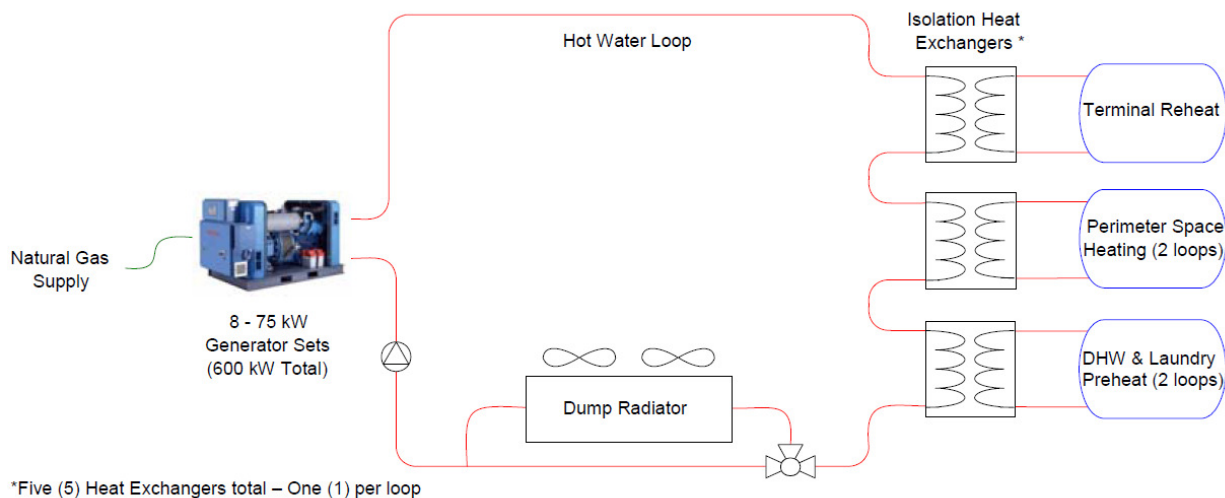 Isolation Heat
Exchangers *
Hot Water Loop
Terminal Reheat
Natural Gas
Supply
8 - 75 kW
Generator Sets
(600 kW Total)
Perimeter Space
Heating (2 loops)
Dump Radiator
DHW & Laundry
Preheat (2 loops)
*Five (5) Heat Exchangers total – One (1) per loop